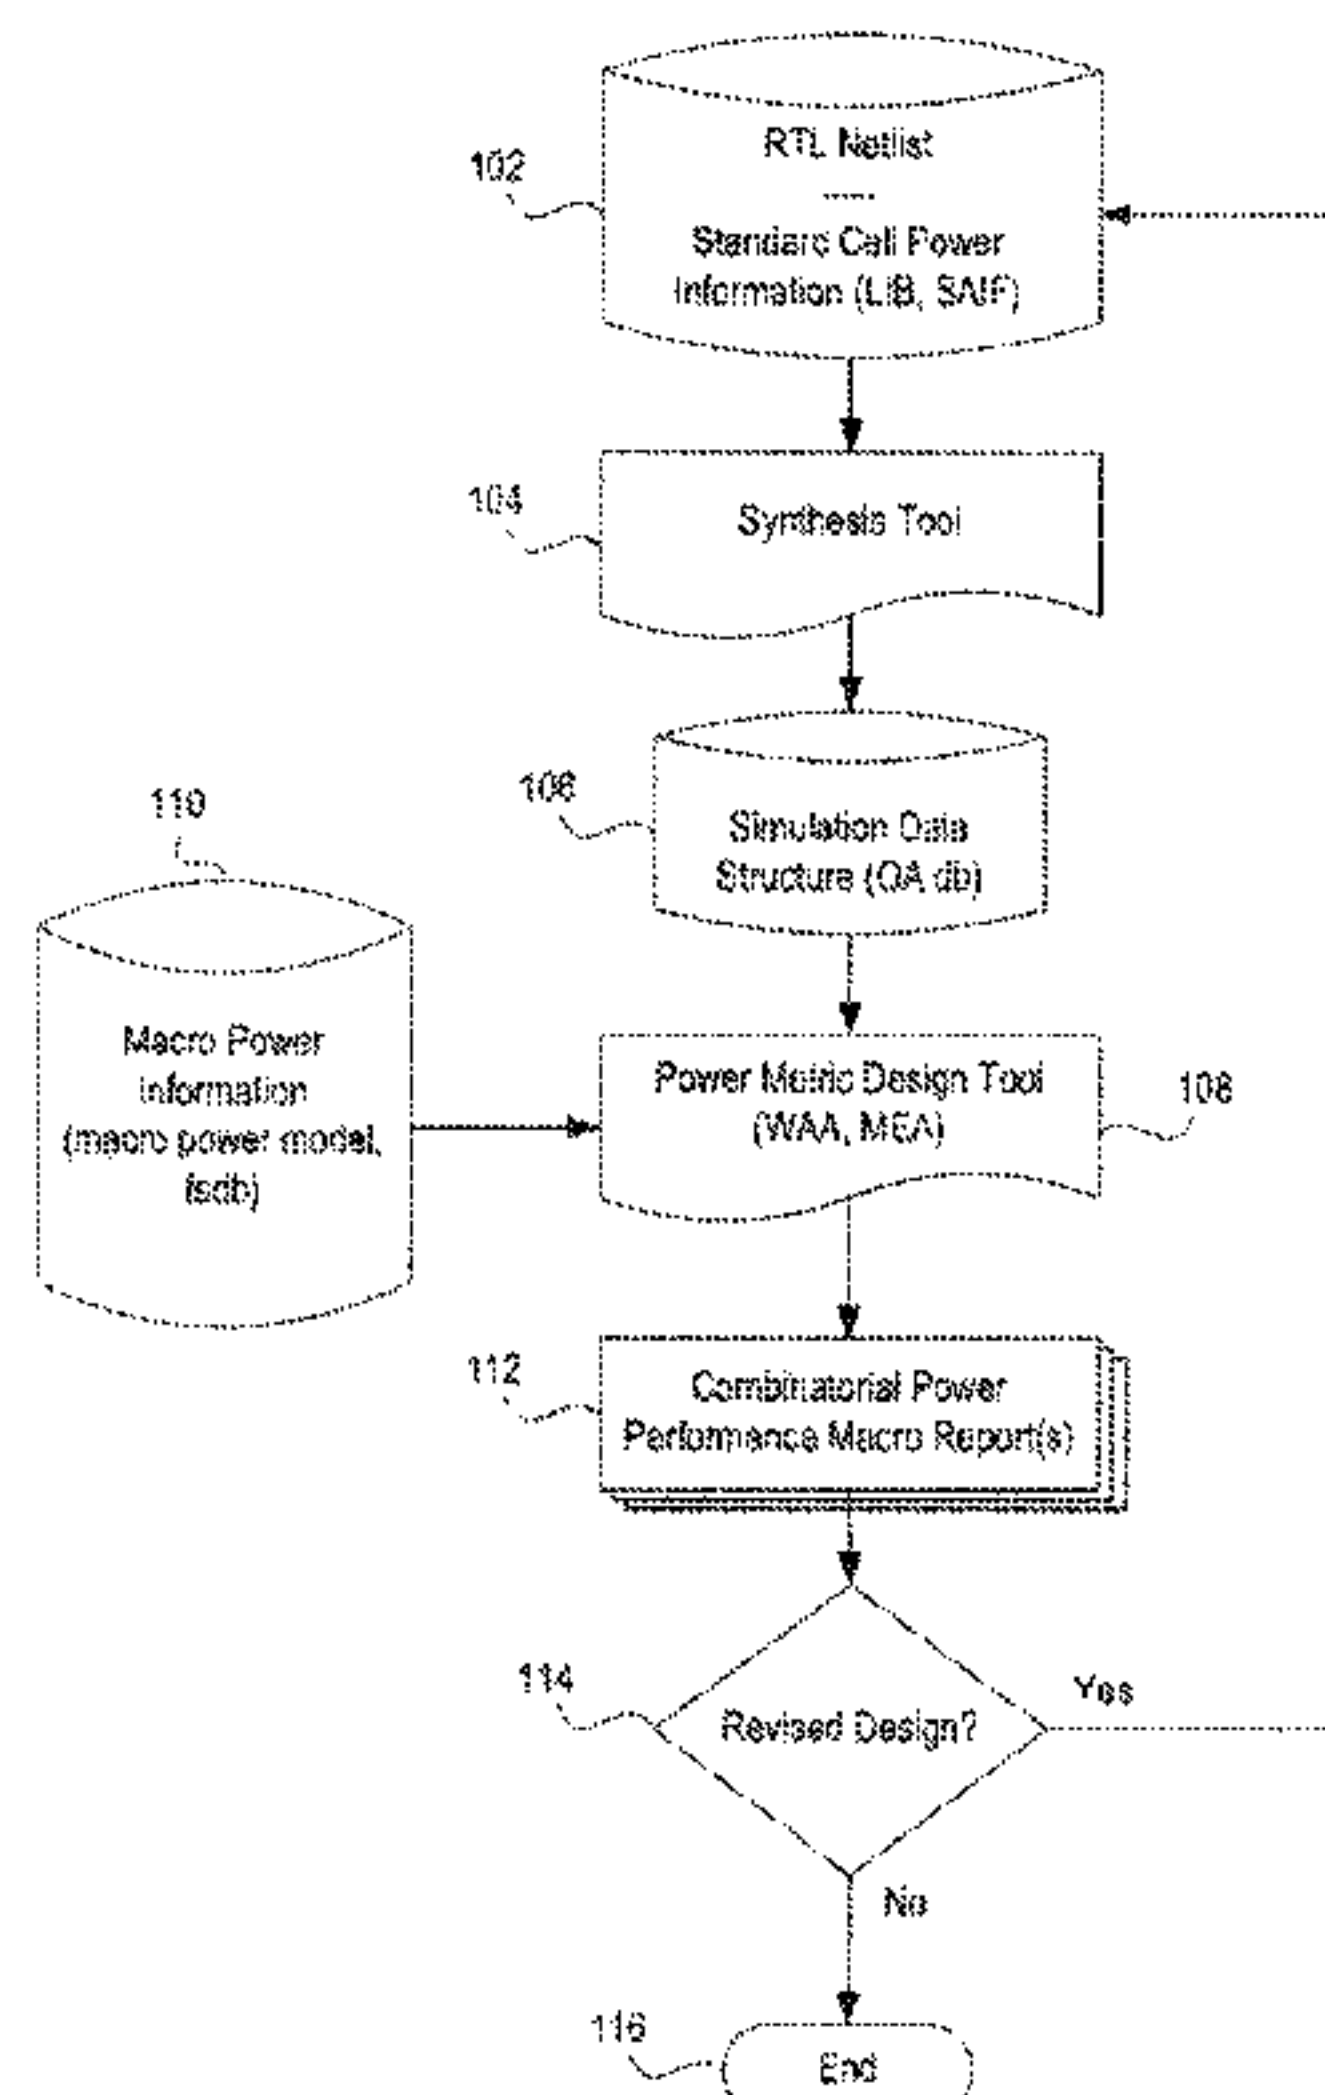 102
RTL Netlist
-----
Standard Cell Power
Information (LIB, SAIF)
104
Synthesis Tool
106
Simulation Data
Structure (OA db)
110
Macro Power
Information
(macro power model,
fsdb)
Power Metric Design Tool
(WAA, MEA)
108
112
Combinatorial Power
Performance Macro Report(s)
114
Revised Design?
Yes
No
116
End